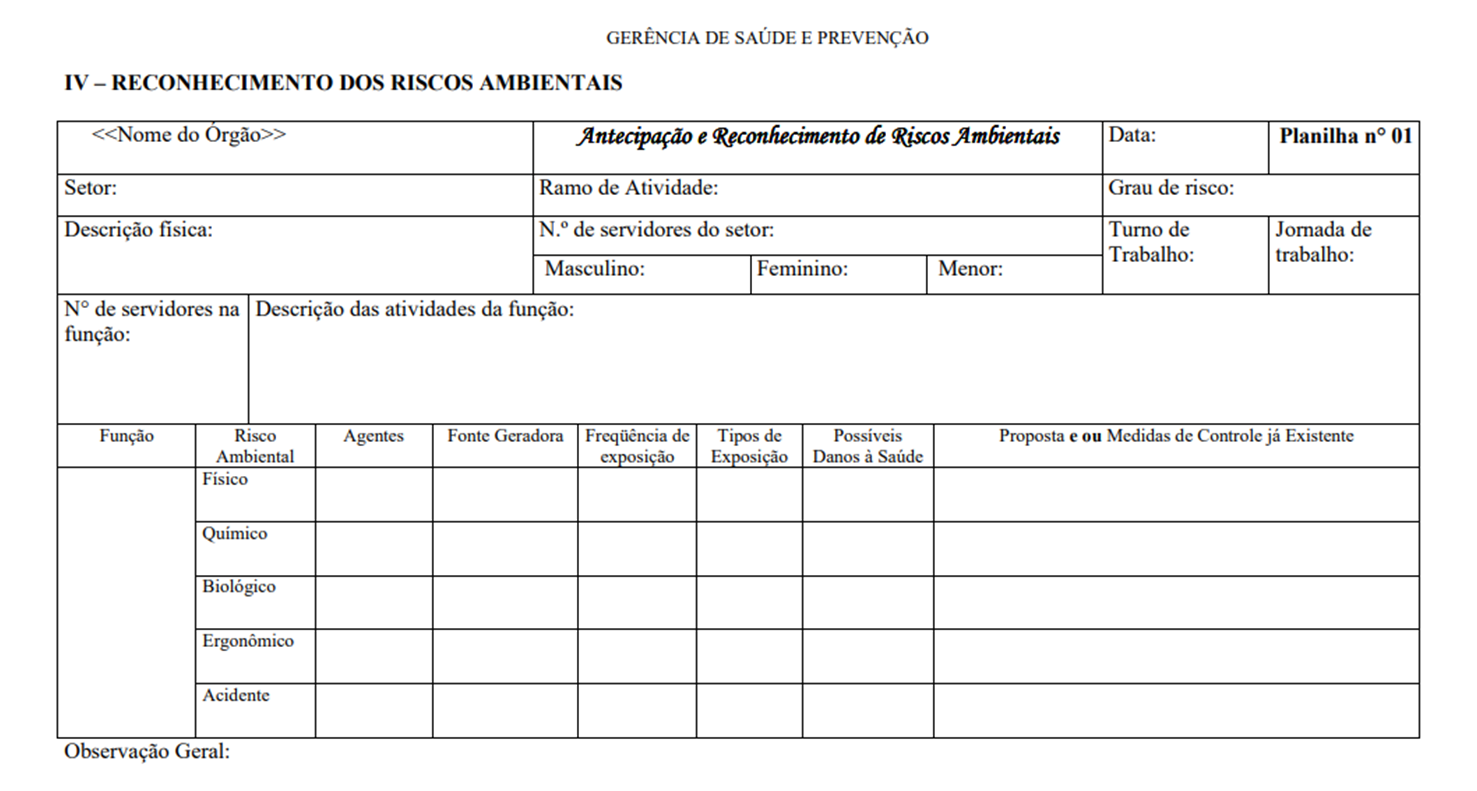 GERÊNCIA DE SAÚDE E PREVENÇÃO
IV – RECONHECIMENTO DOS RISCOS AMBIENTAIS
<<Nome do Órgão>>
Antecipação e Reconhecimento de Riscos Ambientais
Data:
Planilha n° 01
Setor:
Ramo de Atividade:
Grau de risco:
Descrição física:
N.º de servidores do setor:
Masculino:
Feminino:
Menor:
Turno de
Trabalho:
Jornada de
trabalho:
N° de servidores na
função:
Descrição das atividades da função:
Função
Risco
Ambiental
Agentes
Fonte Geradora
Freqüência de
exposição
Tipos de
Exposição
Possíveis
Danos à Saúde
Proposta e ou Medidas de Controle já Existente
Físico
Químico
Biológico
Ergonômico
Acidente
Observação Geral: